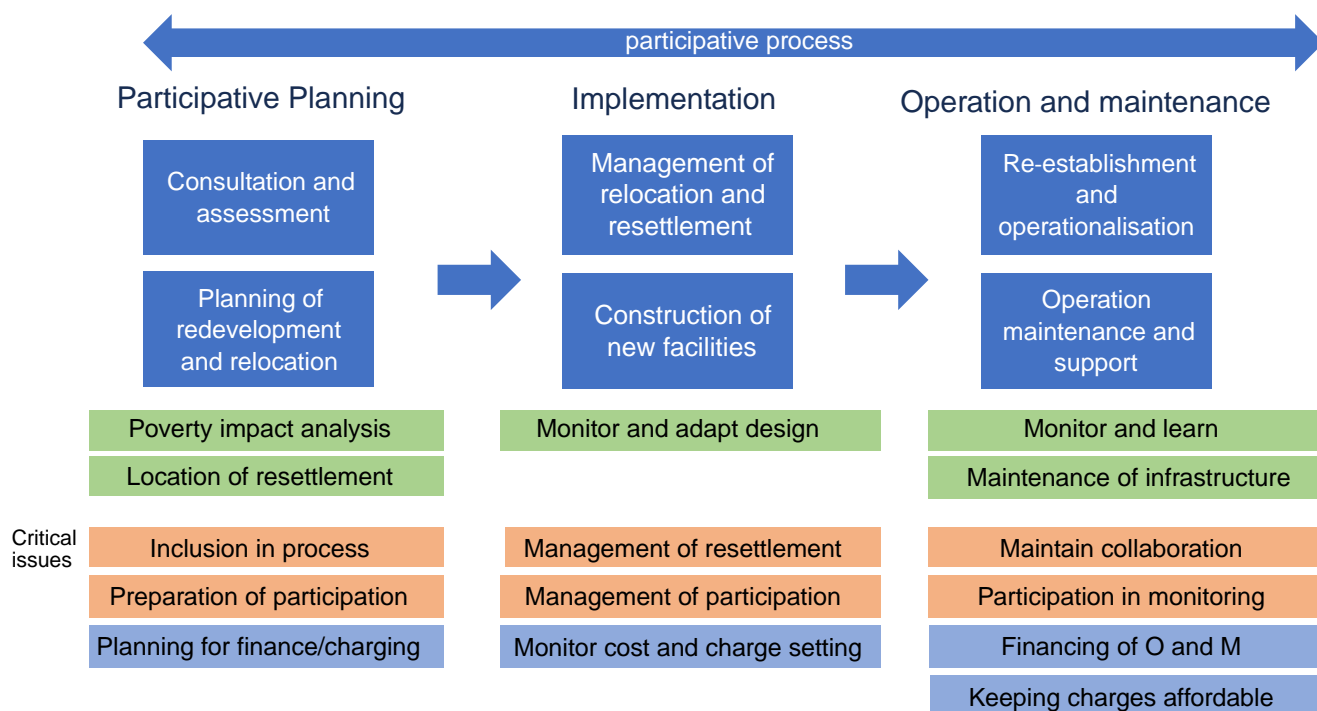 participative process
Participative Planning
Implementation
Operation and maintenance
Consultation and
assessment
Management of
relocation and
resettlement
Re-establishment
and
operationalisation
Planning of
redevelopment
and relocation
Construction of
new facilities
Operation
maintenance and
support
Poverty impact analysis
Monitor and adapt design
Monitor and learn
Location of resettlement
Maintenance of infrastructure
Critical
issues
Inclusion in process
Management of resettlement
Maintain collaboration
Preparation of participation
Management of participation
Participation in monitoring
Planning for finance/charging
Monitor cost and charge setting
Financing of O and M
Keeping charges affordable